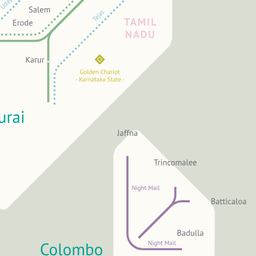 Salem
Erode
TAMIL
NADU
Karur
Golden Chariot
- Karnataka State -
urai
Jaffna
Trincomalee
Night Mail
Batticaloa
Badulla
Night Mail
Colombo